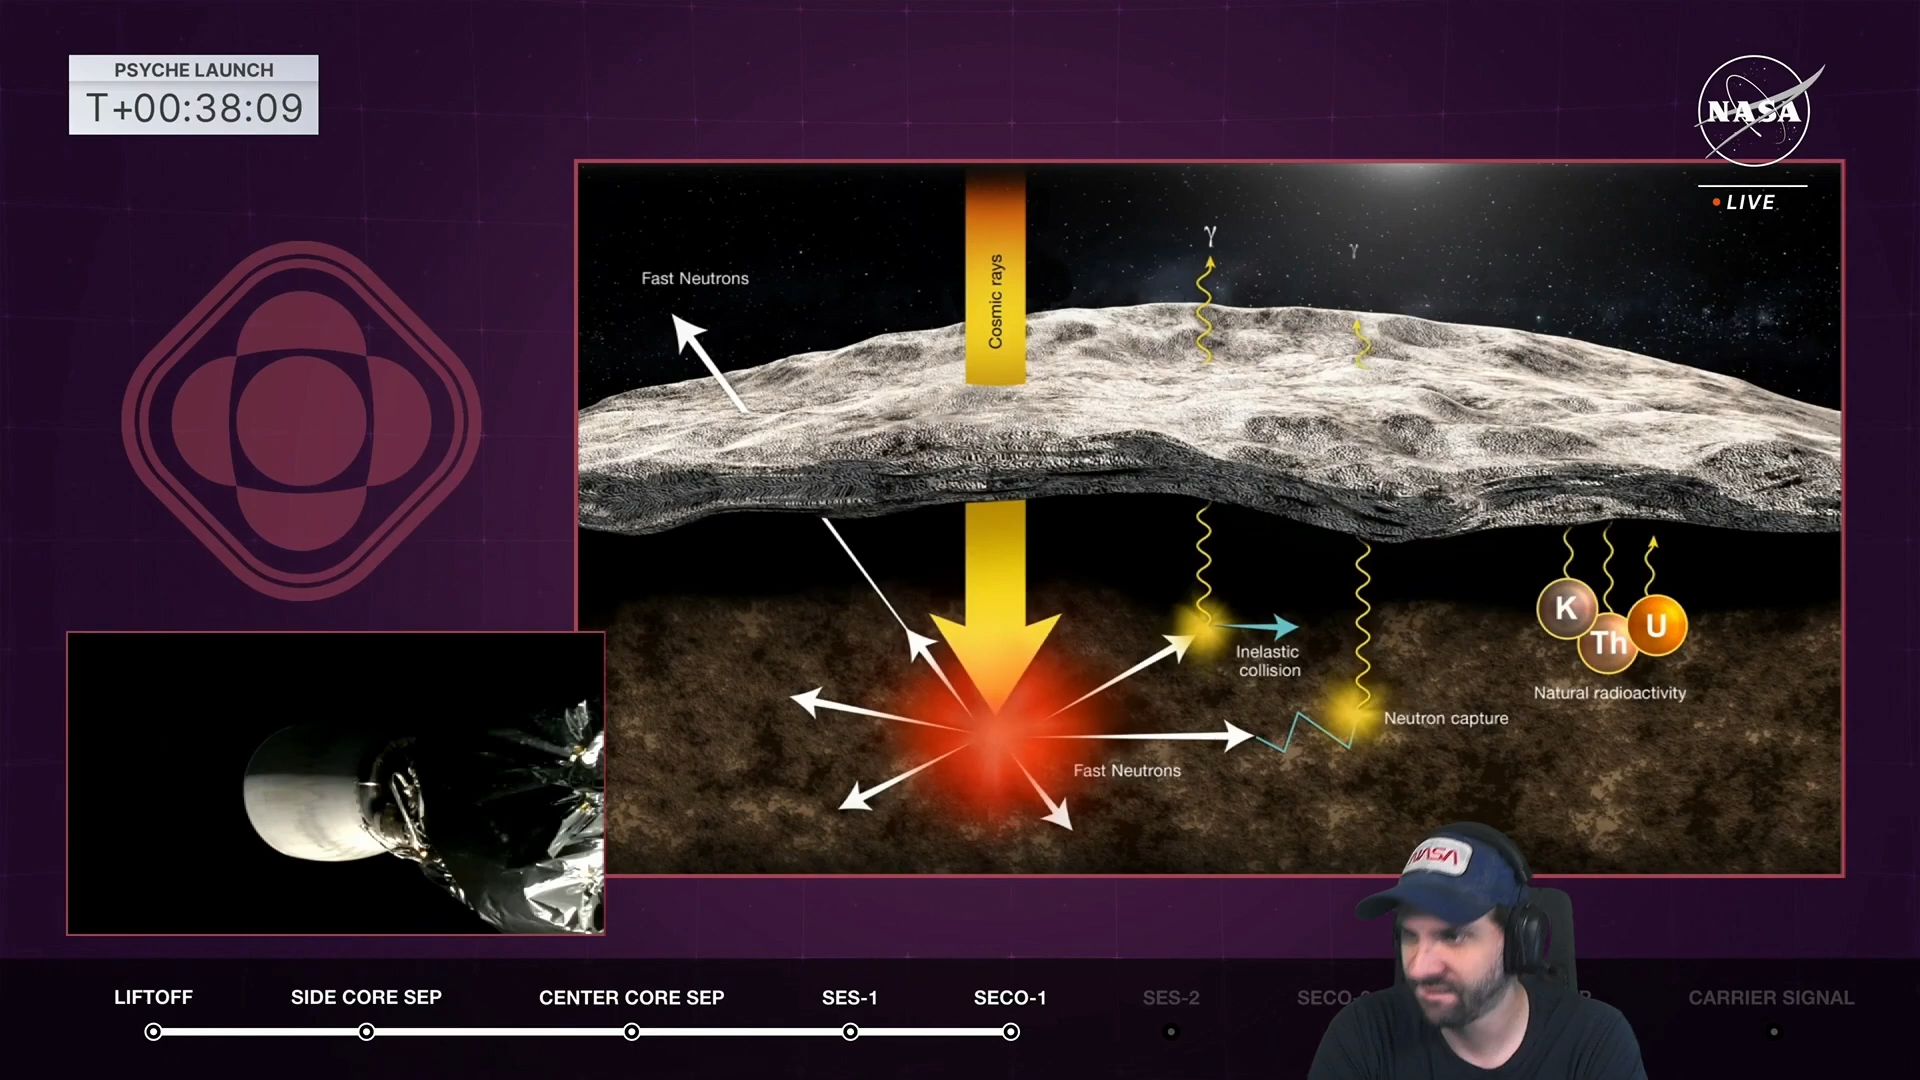 PSYCHE LAUNCH
T+00:38:09
NASA
LIVE
Fast Neutrons
Cosmic rays
γ
γ
Inelastic
collision
Neutron capture
Fast Neutrons
K
Th
U
Natural radioactivity
NASA
LIFTOFF
SIDE CORE SEP
CENTER CORE SEP
SES-1
SECO-1
SES-2
CARRIER SIGNAL